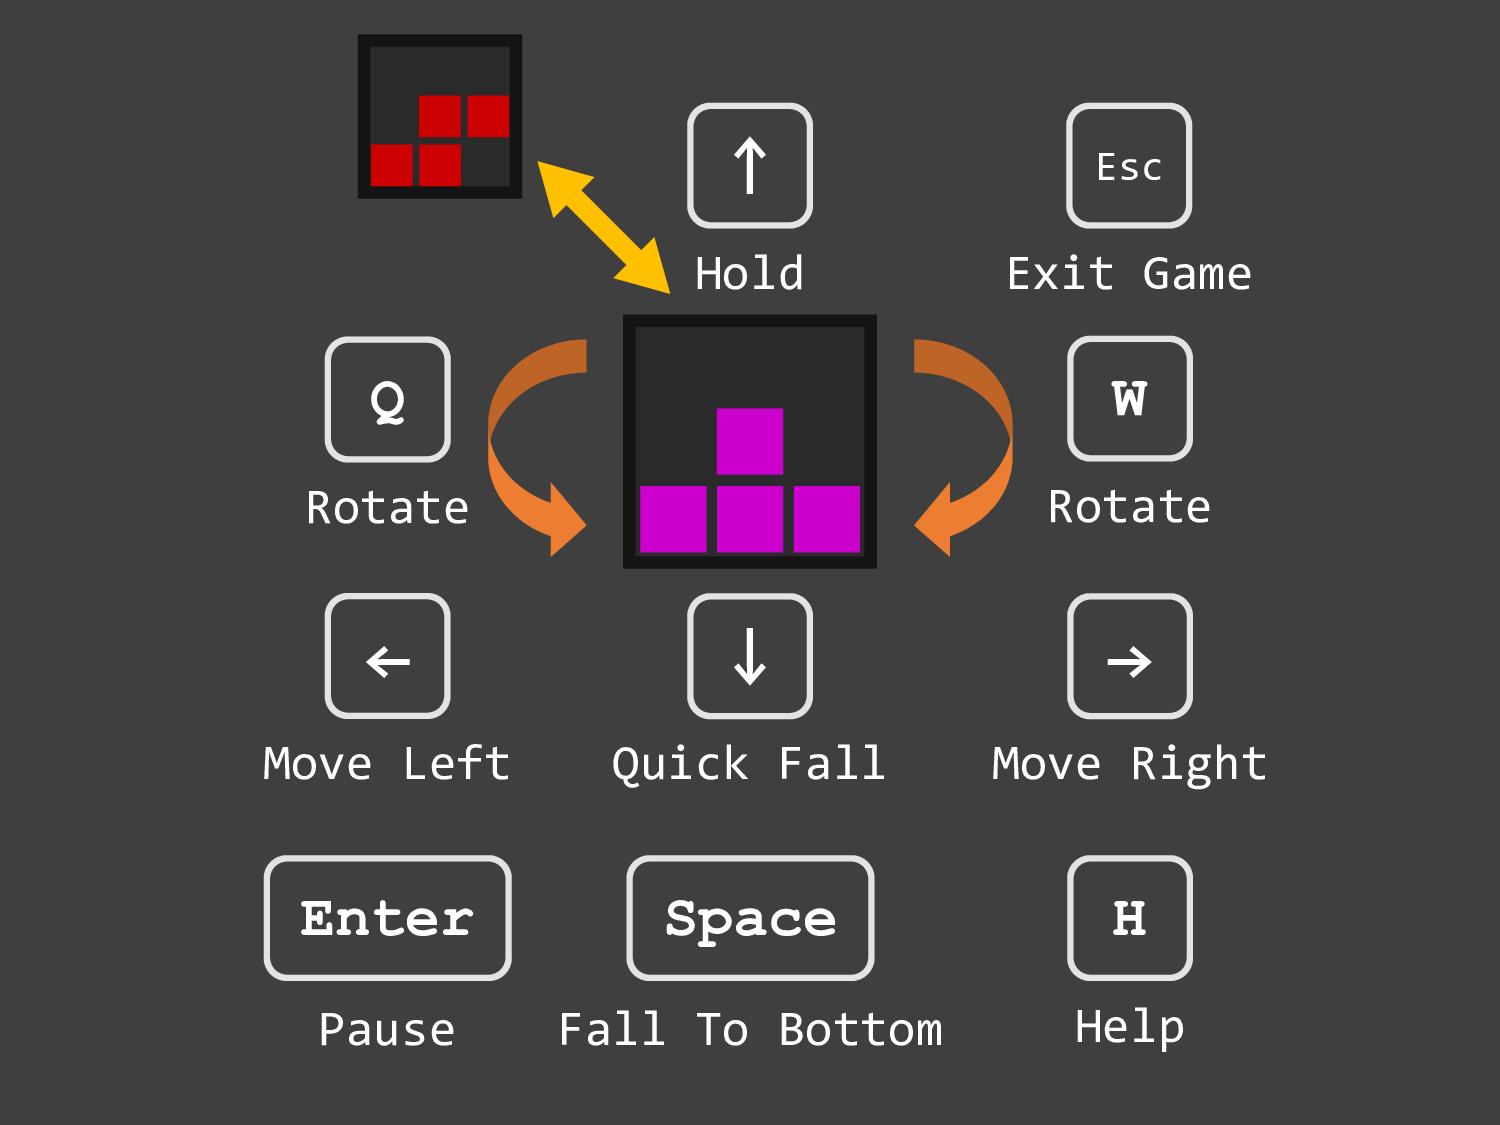 ↑
Esc
Hold
Exit Game
Q
W
Rotate
Rotate
←
↓
→
Move Left
Quick Fall
Move Right
Enter
Space
H
Pause
Fall To Bottom
Help